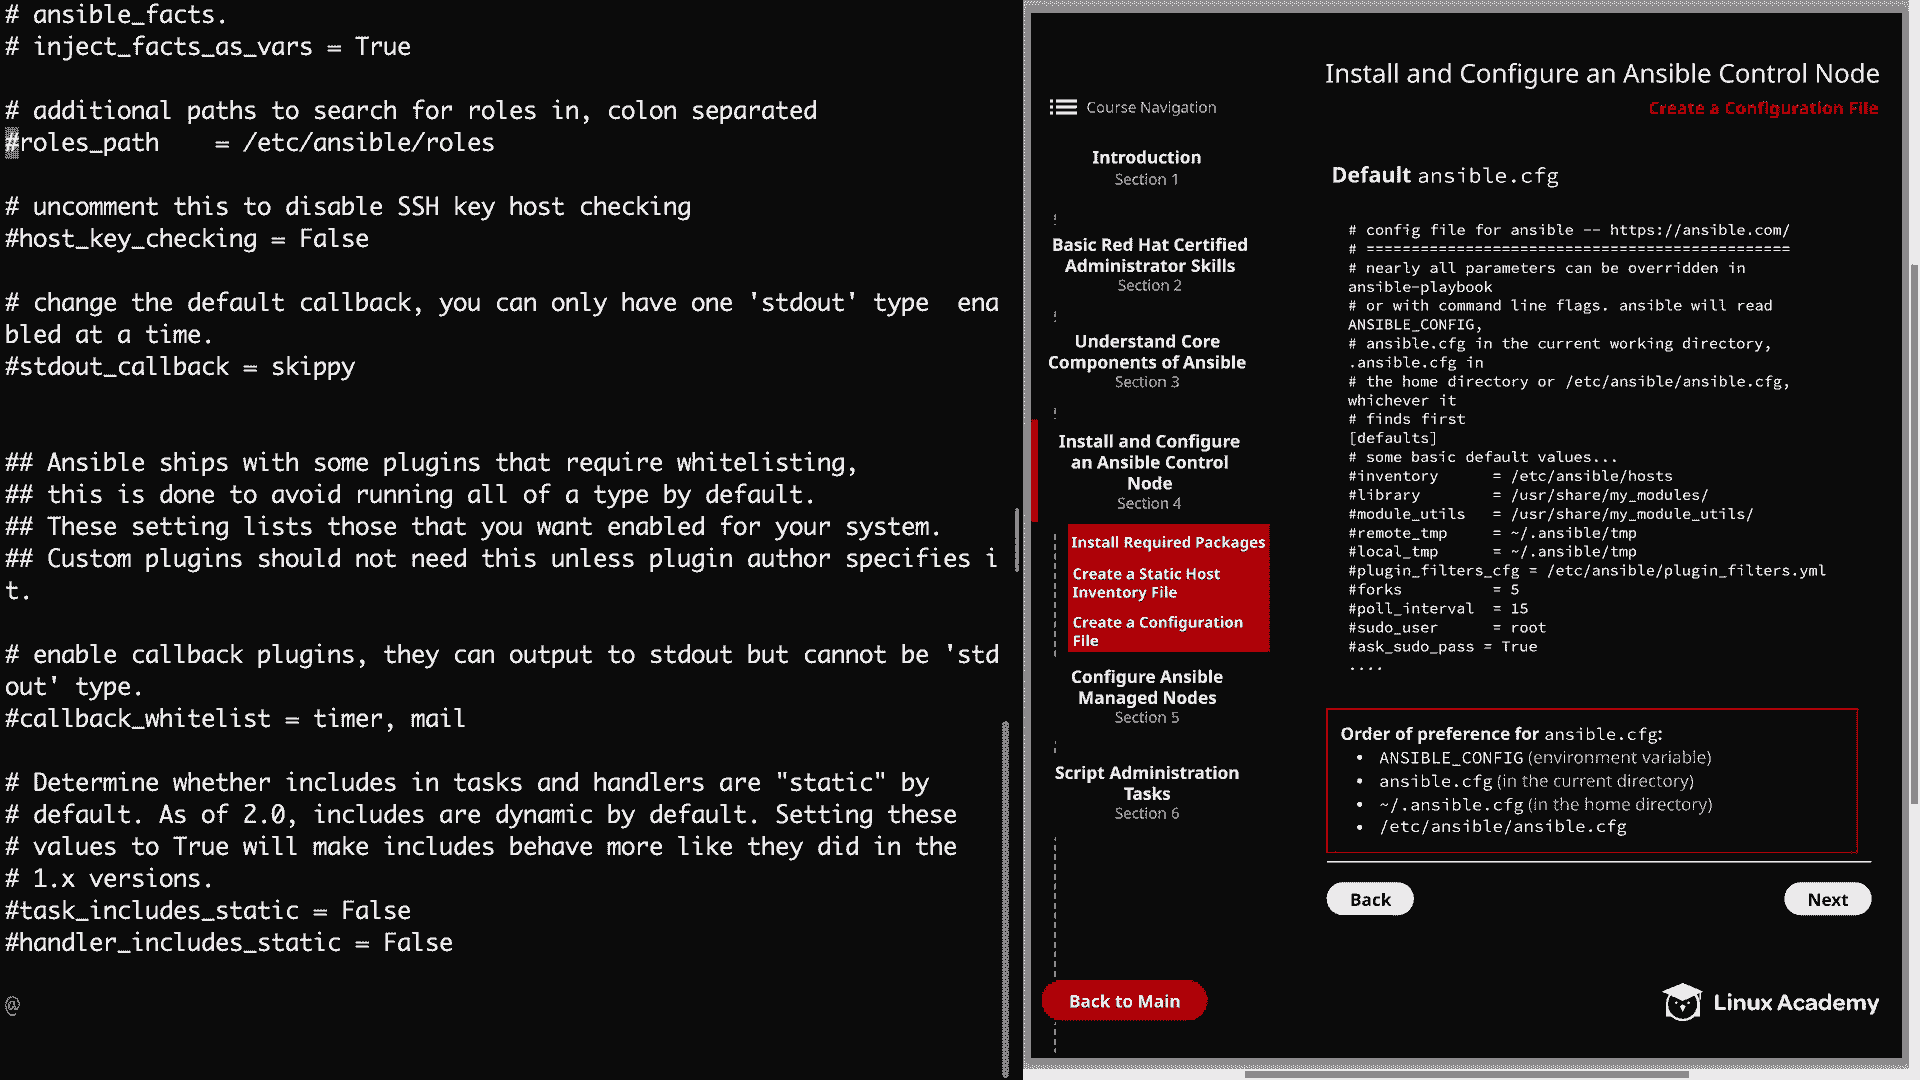 # ansible_facts.
# inject_facts_as_vars = True
# additional paths to search for roles in, colon separated
#roles_path    = /etc/ansible/roles
# uncomment this to disable SSH key host checking
#host_key_checking = False
# change the default callback, you can only have one 'stdout' type  ena
bled at a time.
#stdout_callback = skippy
## Ansible ships with some plugins that require whitelisting,
## this is done to avoid running all of a type by default.
## These setting lists those that you want enabled for your system.
## Custom plugins should not need this unless plugin author specifies i
t.
# enable callback plugins, they can output to stdout but cannot be 'std
out' type.
#callback_whitelist = timer, mail
# Determine whether includes in tasks and handlers are "static" by
# default. As of 2.0, includes are dynamic by default. Setting these
# values to True will make includes behave more like they did in the
# 1.x versions.
#task_includes_static = False
#handler_includes_static = False
@
Install and Configure an Ansible Control Node
Create a Configuration File
Course Navigation
Introduction
Section 1
Basic Red Hat Certified
Administrator Skills
Section 2
Understand Core
Components of Ansible
Section 3
Install and Configure
an Ansible Control
Node
Section 4
Install Required Packages
Create a Static Host
Inventory File
Create a Configuration
File
Configure Ansible
Managed Nodes
Section 5
Script Administration
Tasks
Section 6
Back to Main
Default ansible.cfg
# config file for ansible -- https://ansible.com/
# ===============================================
# nearly all parameters can be overridden in
ansible-playbook
# or with command line flags. ansible will read
ANSIBLE_CONFIG,
# ansible.cfg in the current working directory,
.ansible.cfg in
# the home directory or /etc/ansible/ansible.cfg,
whichever it
# finds first
[defaults]
# some basic default values...
#inventory      = /etc/ansible/hosts
#library        = /usr/share/my_modules/
#module_utils   = /usr/share/my_module_utils/
#remote_tmp     = ~/.ansible/tmp
#local_tmp      = ~/.ansible/tmp
#plugin_filters_cfg = /etc/ansible/plugin_filters.yml
#forks          = 5
#poll_interval  = 15
#sudo_user      = root
#ask_sudo_pass = True
....
Order of preference for ansible.cfg:
• ANSIBLE_CONFIG (environment variable)
• ansible.cfg (in the current directory)
• ~/.ansible.cfg (in the home directory)
• /etc/ansible/ansible.cfg
Back
Next
Linux Academy